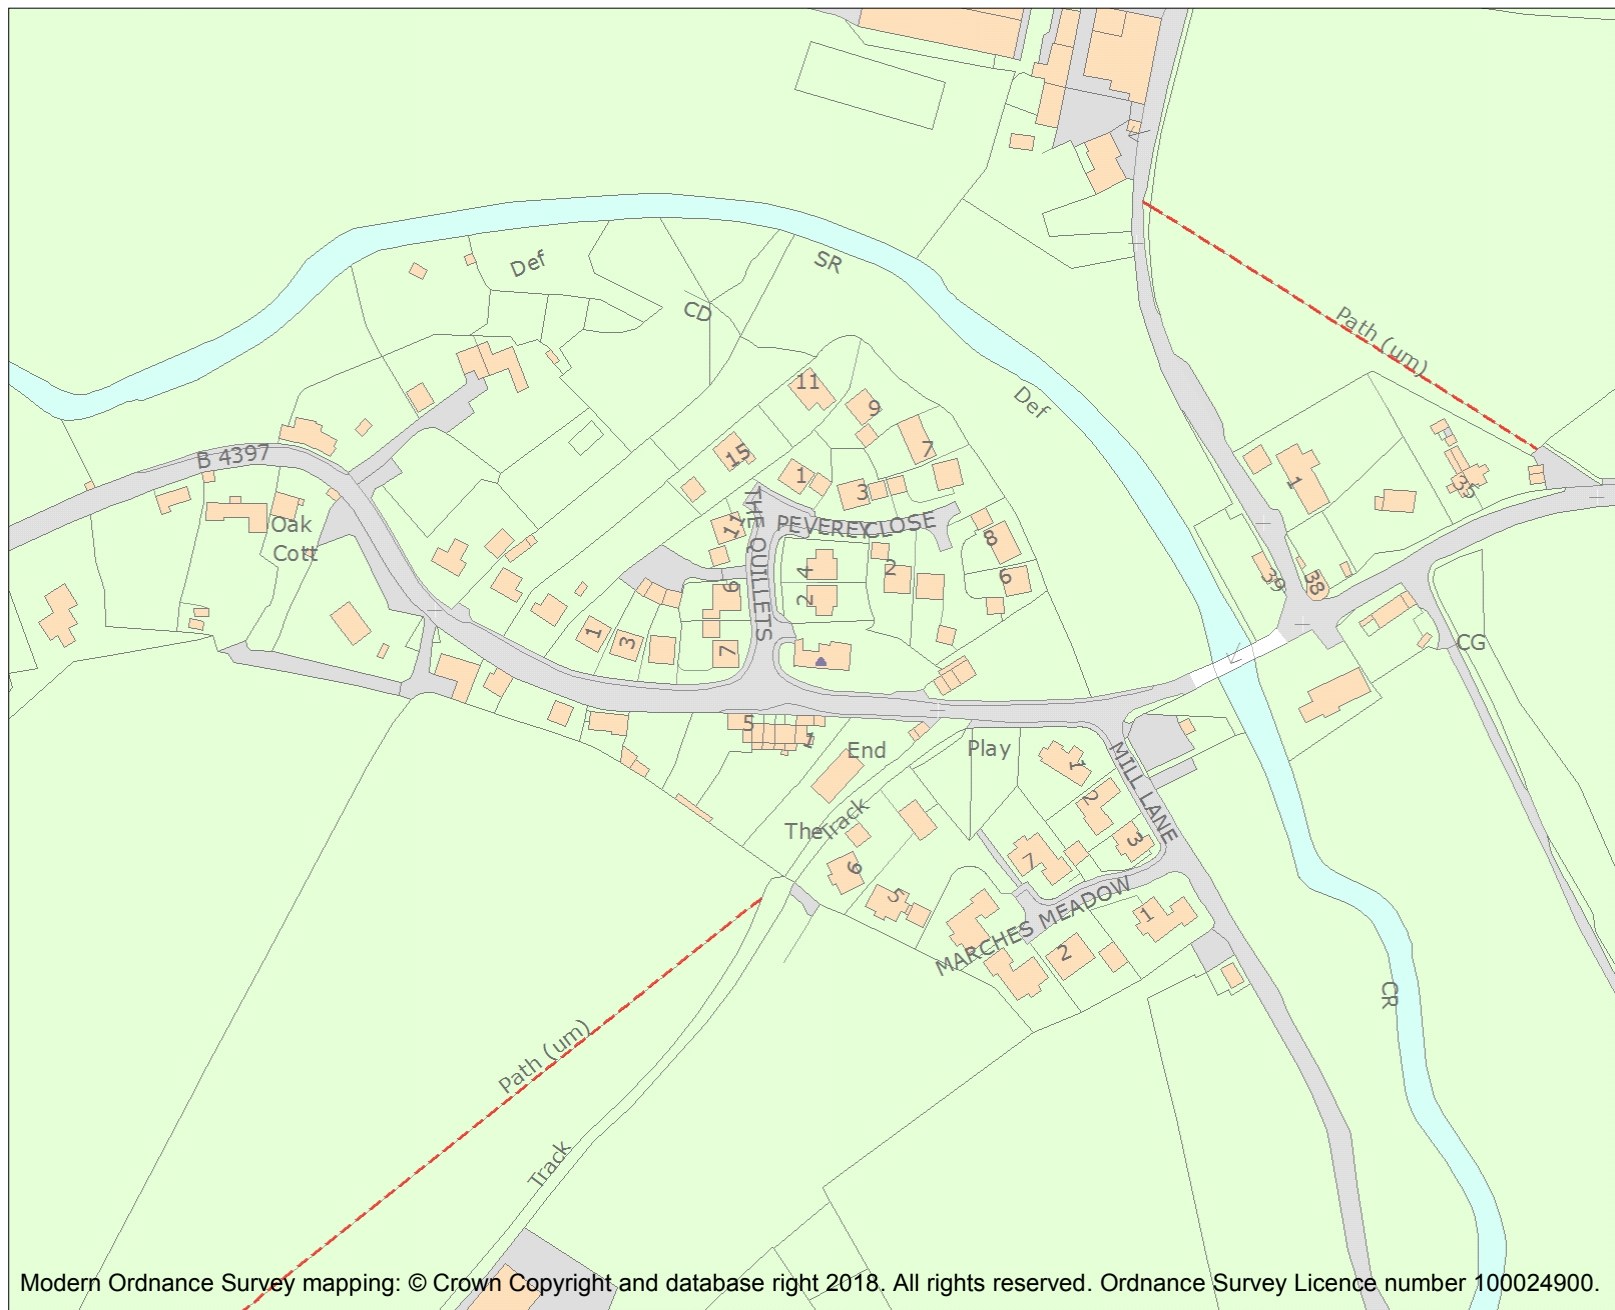 Def
SR
CD
Path (um)
Def
11
9
7
15
1
3
B 4397
1
35
Oak
Cott
11
THE QUILLETS
PEVEREY CLOSE
8
4
2
2
6
9
39
38
1
3
7
CG
5
1
End
Play
1
MILL LANE
2
The
Track
3
6
7
5
MARCHES MEADOW
1
2
CR
Path (um)
Track
Modern Ordnance Survey mapping: © Crown Copyright and database right 2018. All rights reserved. Ordnance Survey Licence number 100024900.